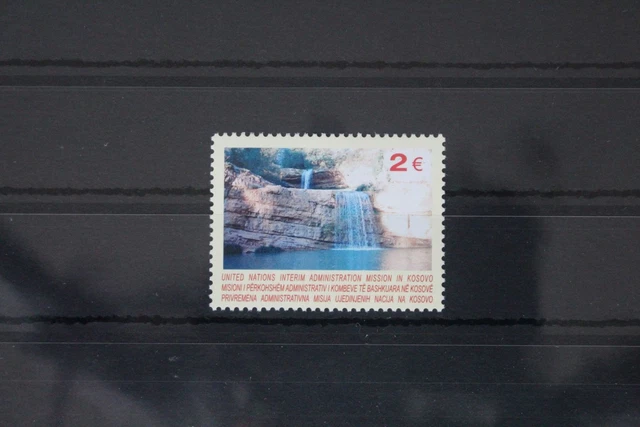 2 €
UNITED NATIONS INTERIM ADMINISTRATION MISSION IN KOSOVO
MISIONI I PËRKOHSHËM ADMINISTRATIV I KOMBEVE TË BASHKUARA NË KOSOVË
PRIVREMENA ADMINISTRATIVNA MISIJA UJEDINJENIH NACIJA NA KOSOVO